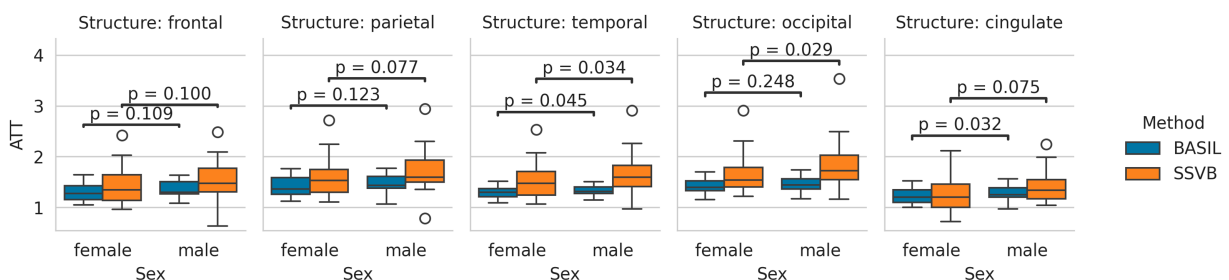 Structure: frontal
Structure: parietal
Structure: temporal
Structure: occipital
Structure: cingulate
ATT
4
3
2
1
p = 0.100
p = 0.109
p = 0.077
p = 0.123
p = 0.034
p = 0.045
p = 0.029
p = 0.248
p = 0.075
p = 0.032
Method
BASIL
SSVB
female male
female male
female male
female male
female male
Sex
Sex
Sex
Sex
Sex